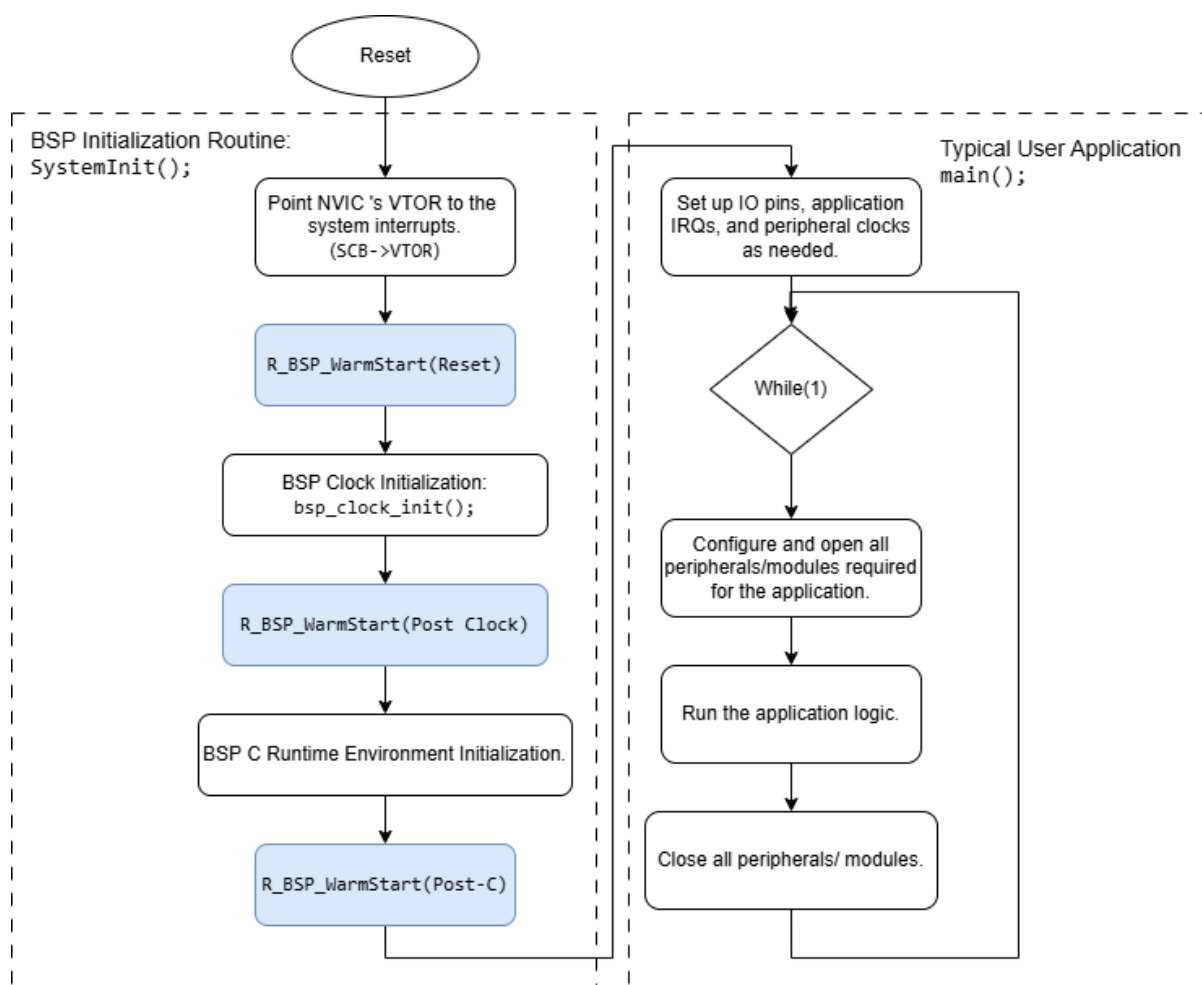 Reset
BSP Initialization Routine:
SystemInit();
Point NVIC 's VTOR to the
system interrupts.
(SCB->VTOR)
R_BSP_WarmStart(Reset)
BSP Clock Initialization:
bsp_clock_init();
R_BSP_WarmStart(Post Clock)
BSP C Runtime Environment Initialization.
R_BSP_WarmStart(Post-C)
Typical User Application
main();
Set up IO pins, application
IRQs, and peripheral clocks
as needed.
While(1)
Configure and open all
peripherals/modules required
for the application.
Run the application logic.
Close all peripherals/ modules.